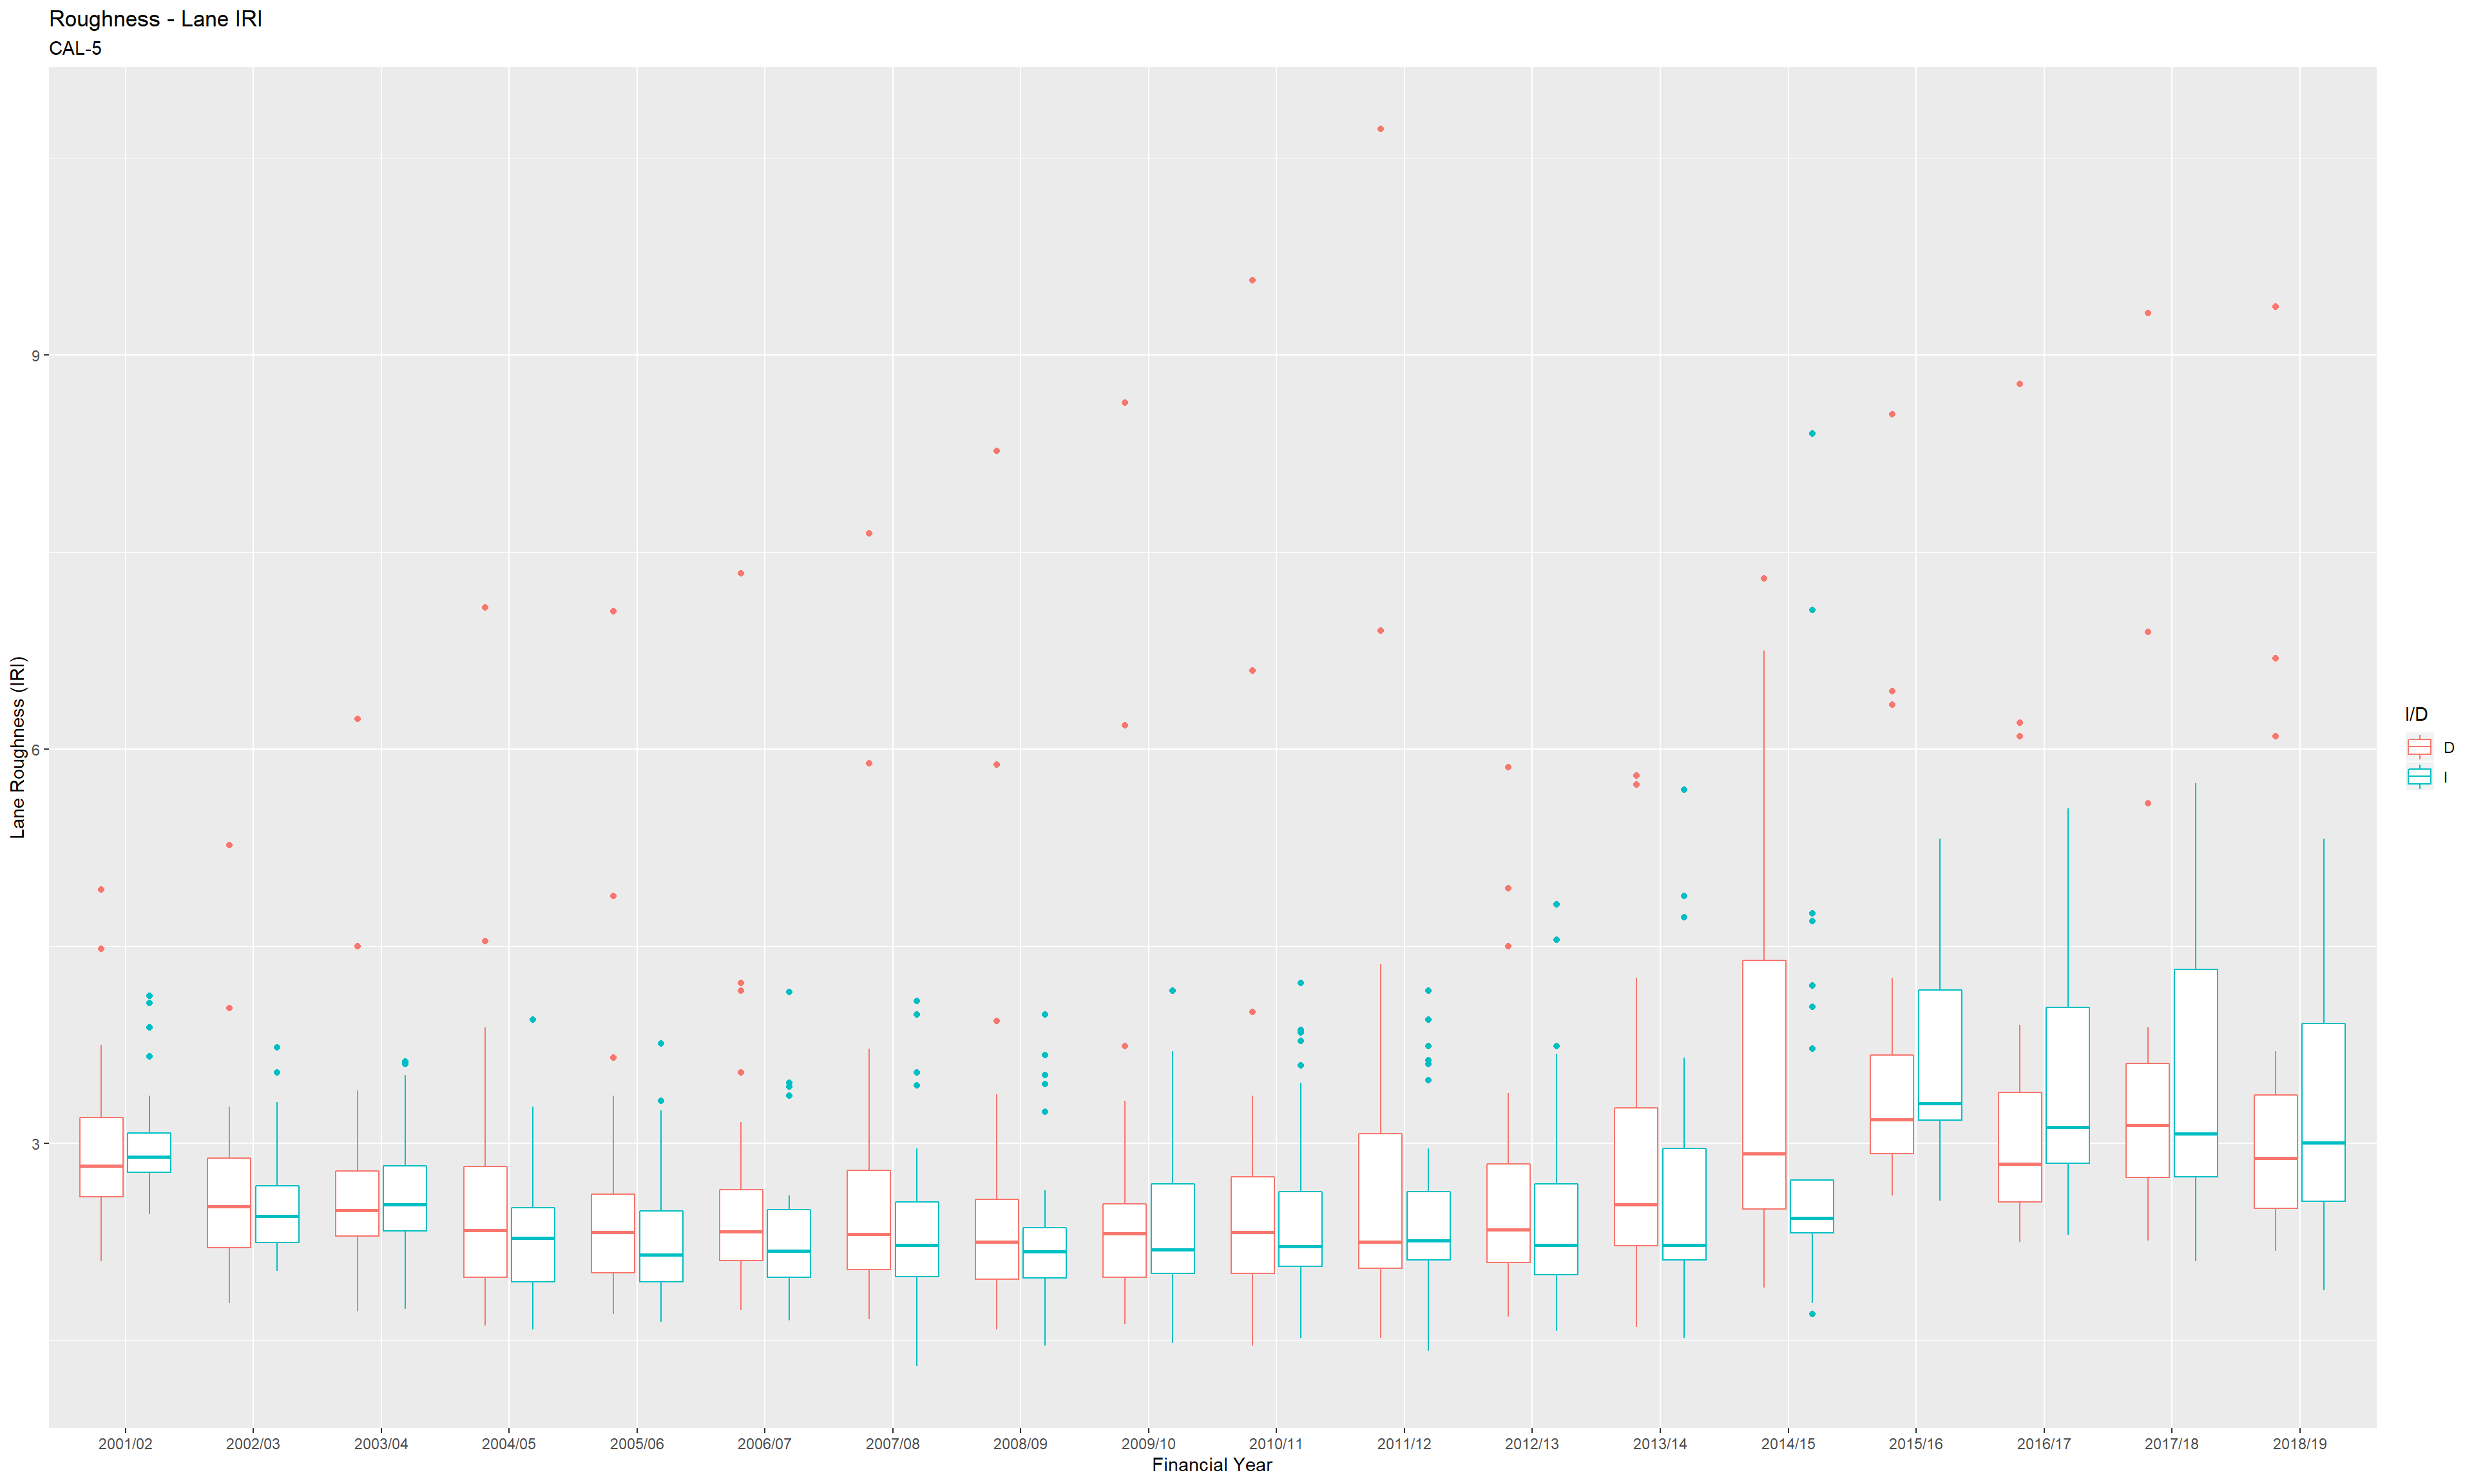 Roughness - Lane IRI
CAL-5
Lane Roughness (IRI)
9
6
3
2001/02 2002/03 2003/04 2004/05 2005/06 2006/07 2007/08 2008/09 2009/10 2010/11 2011/12 2012/13 2013/14 2014/15 2015/16 2016/17 2017/18 2018/19
Financial Year
I/D
D
I